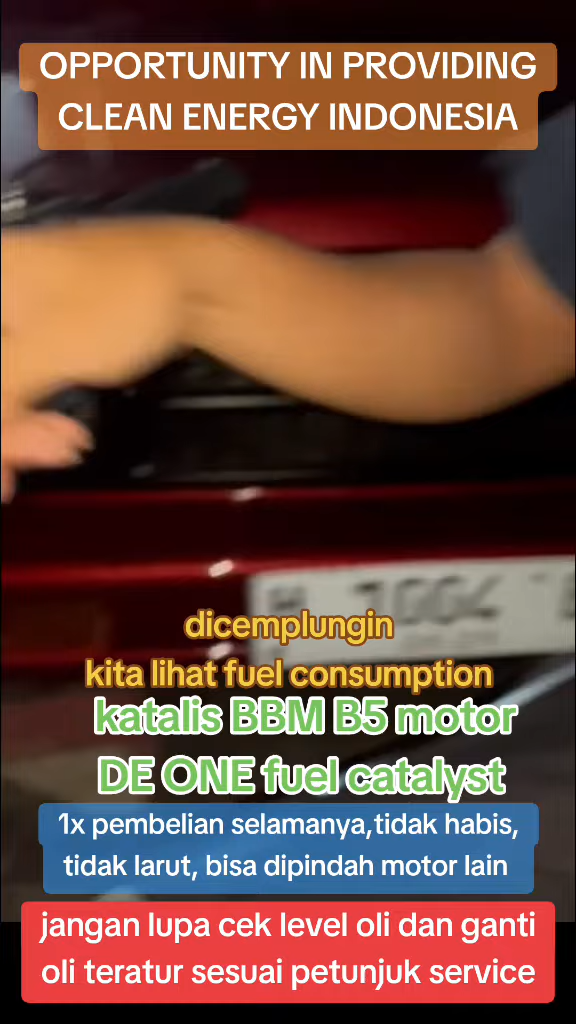 OPPORTUNITY IN PROVIDING
CLEAN ENERGY INDONESIA
dicemplungin
kita lihat fuel consumption
katalis BBM B5 motor
DE ONE fuel catalyst
1x pembelian selamanya,tidak habis,
tidak larut, bisa dipindah motor lain
jangan lupa cek level oli dan ganti
oli teratur sesuai petunjuk service